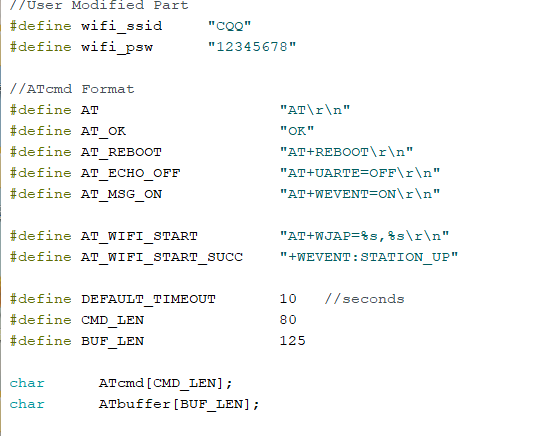 //User Modified Part
#define wifi_ssid     "CQQ"
#define wifi_psw      "12345678"
//ATcmd Format
#define AT                    "AT\r\n"
#define AT_OK                 "OK"
#define AT_REBOOT             "AT+REBOOT\r\n"
#define AT_ECHO_OFF           "AT+UARTE=OFF\r\n"
#define AT_MSG_ON             "AT+WEVENT=ON\r\n"
#define AT_WIFI_START         "AT+WJAP=%s,%s\r\n"
#define AT_WIFI_START_SUCC    "+WEVENT:STATION_UP"
#define DEFAULT_TIMEOUT       10   //seconds
#define CMD_LEN               80
#define BUF_LEN               125
char      ATcmd[CMD_LEN];
char      ATbuffer[BUF_LEN];